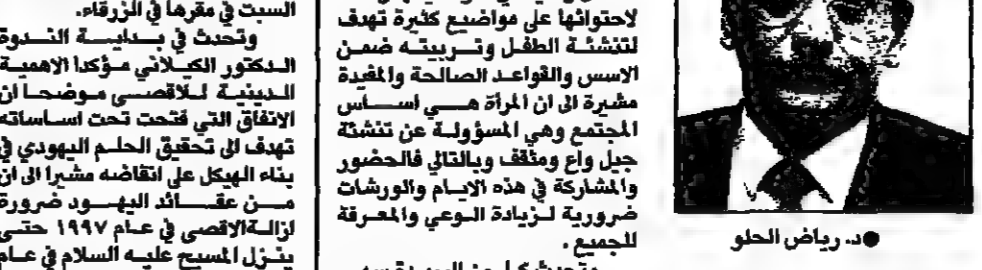 ●د. رياض الحلو
لاحتوائها على مواضيع كثيرة تهدف
لتنشئة الطفل وتربيته ضمن
الاسس والقواعد الصالحة والمفيدة
مشيرة الى ان المرأة هي اساس
المجتمع وهي المسؤولة عن تنشئة
جيل واع ومثقف وبالتالي فالحضور
والمشاركة في هذه الايام والورشات
ضرورية لزيادة الوعي والمعرفة
للجميع.
السبت في مقرها في الزرقاء.
وتحدث في بداية الندوة
الدكتور الكيلاني مؤكدا الاهمية
الدينية للاقصى موضحا ان
الانفاق التي فتحت تحت اساساته
تهدف الى تحقيق الحلم اليهودي في
بناء الهيكل على انقاضه مشيرا الى ان
من عقائد اليهود ضرورة
ازالةالاقصى في عام ١٩٩٧ حتى
ينزل المسيح عليه السلام في عام